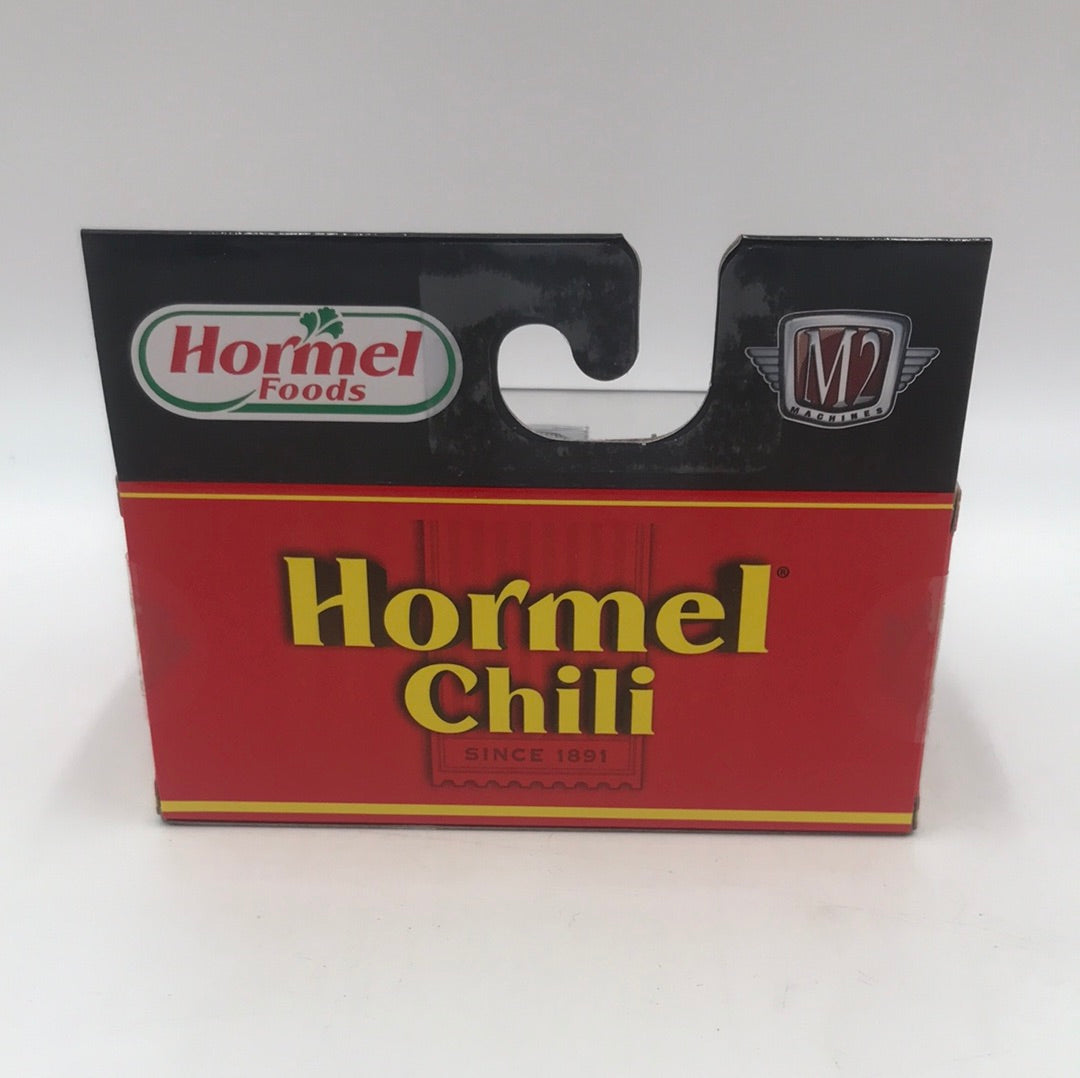 Hormel
Foods
M2
MACHINES
Hormel®
Chili
SINCE 1891